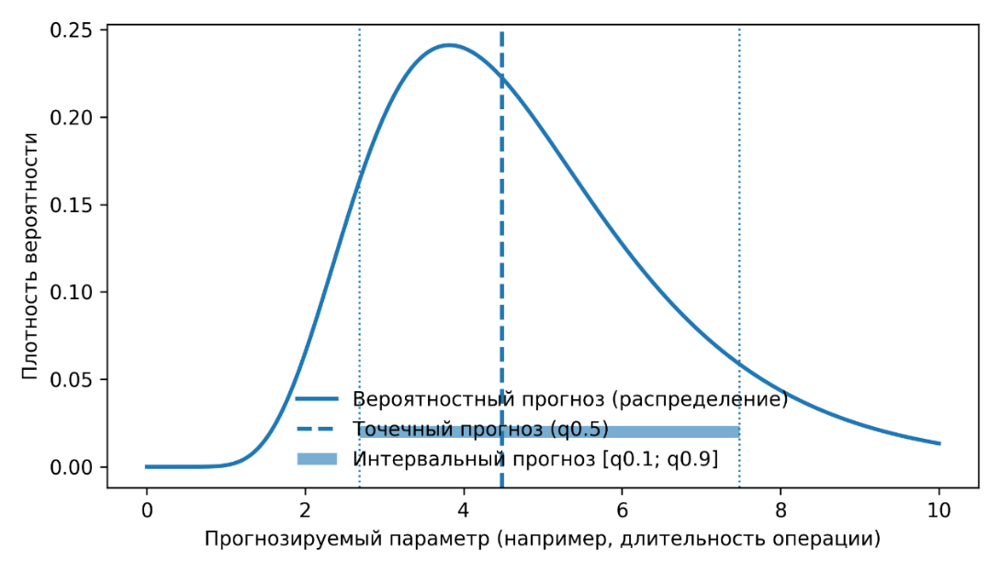 Плотность вероятности
0.25
0.20
0.15
0.10
0.05
0.00
Вероятностный прогноз (распределение)
Точечный прогноз (q0.5)
Интервальный прогноз [q0.1; q0.9]
0 2 4 6 8 10
Прогнозируемый параметр (например, длительность операции)